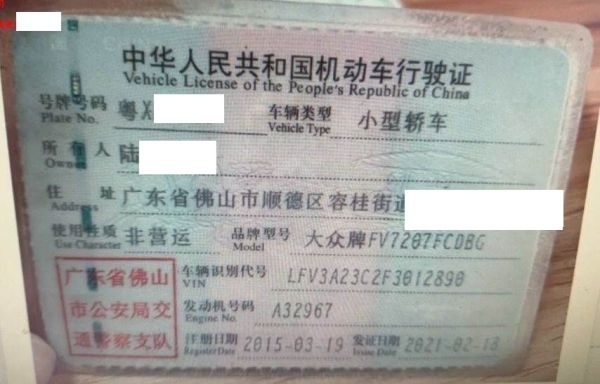 中华人民共和国机动车行驶证
Vehicle License of the People's Republic of China
号牌号码 粤X 车辆类型 小型轿车
Plate No. Vehicle Type
所有人 陆
Owner
住址 广东省佛山市顺德区容桂街道
Address
使用性质 非营运 品牌型号 大众牌FV7207FCDBG
Use Character Model
广东省佛山
市公安局交
通警察支队
车辆识别代号 LFV3A23C2F3012890
VIN
发动机号码 A32967
Engine No.
注册日期 2015-03-19 发证日期 2021-02-18
Register Date Issue Date